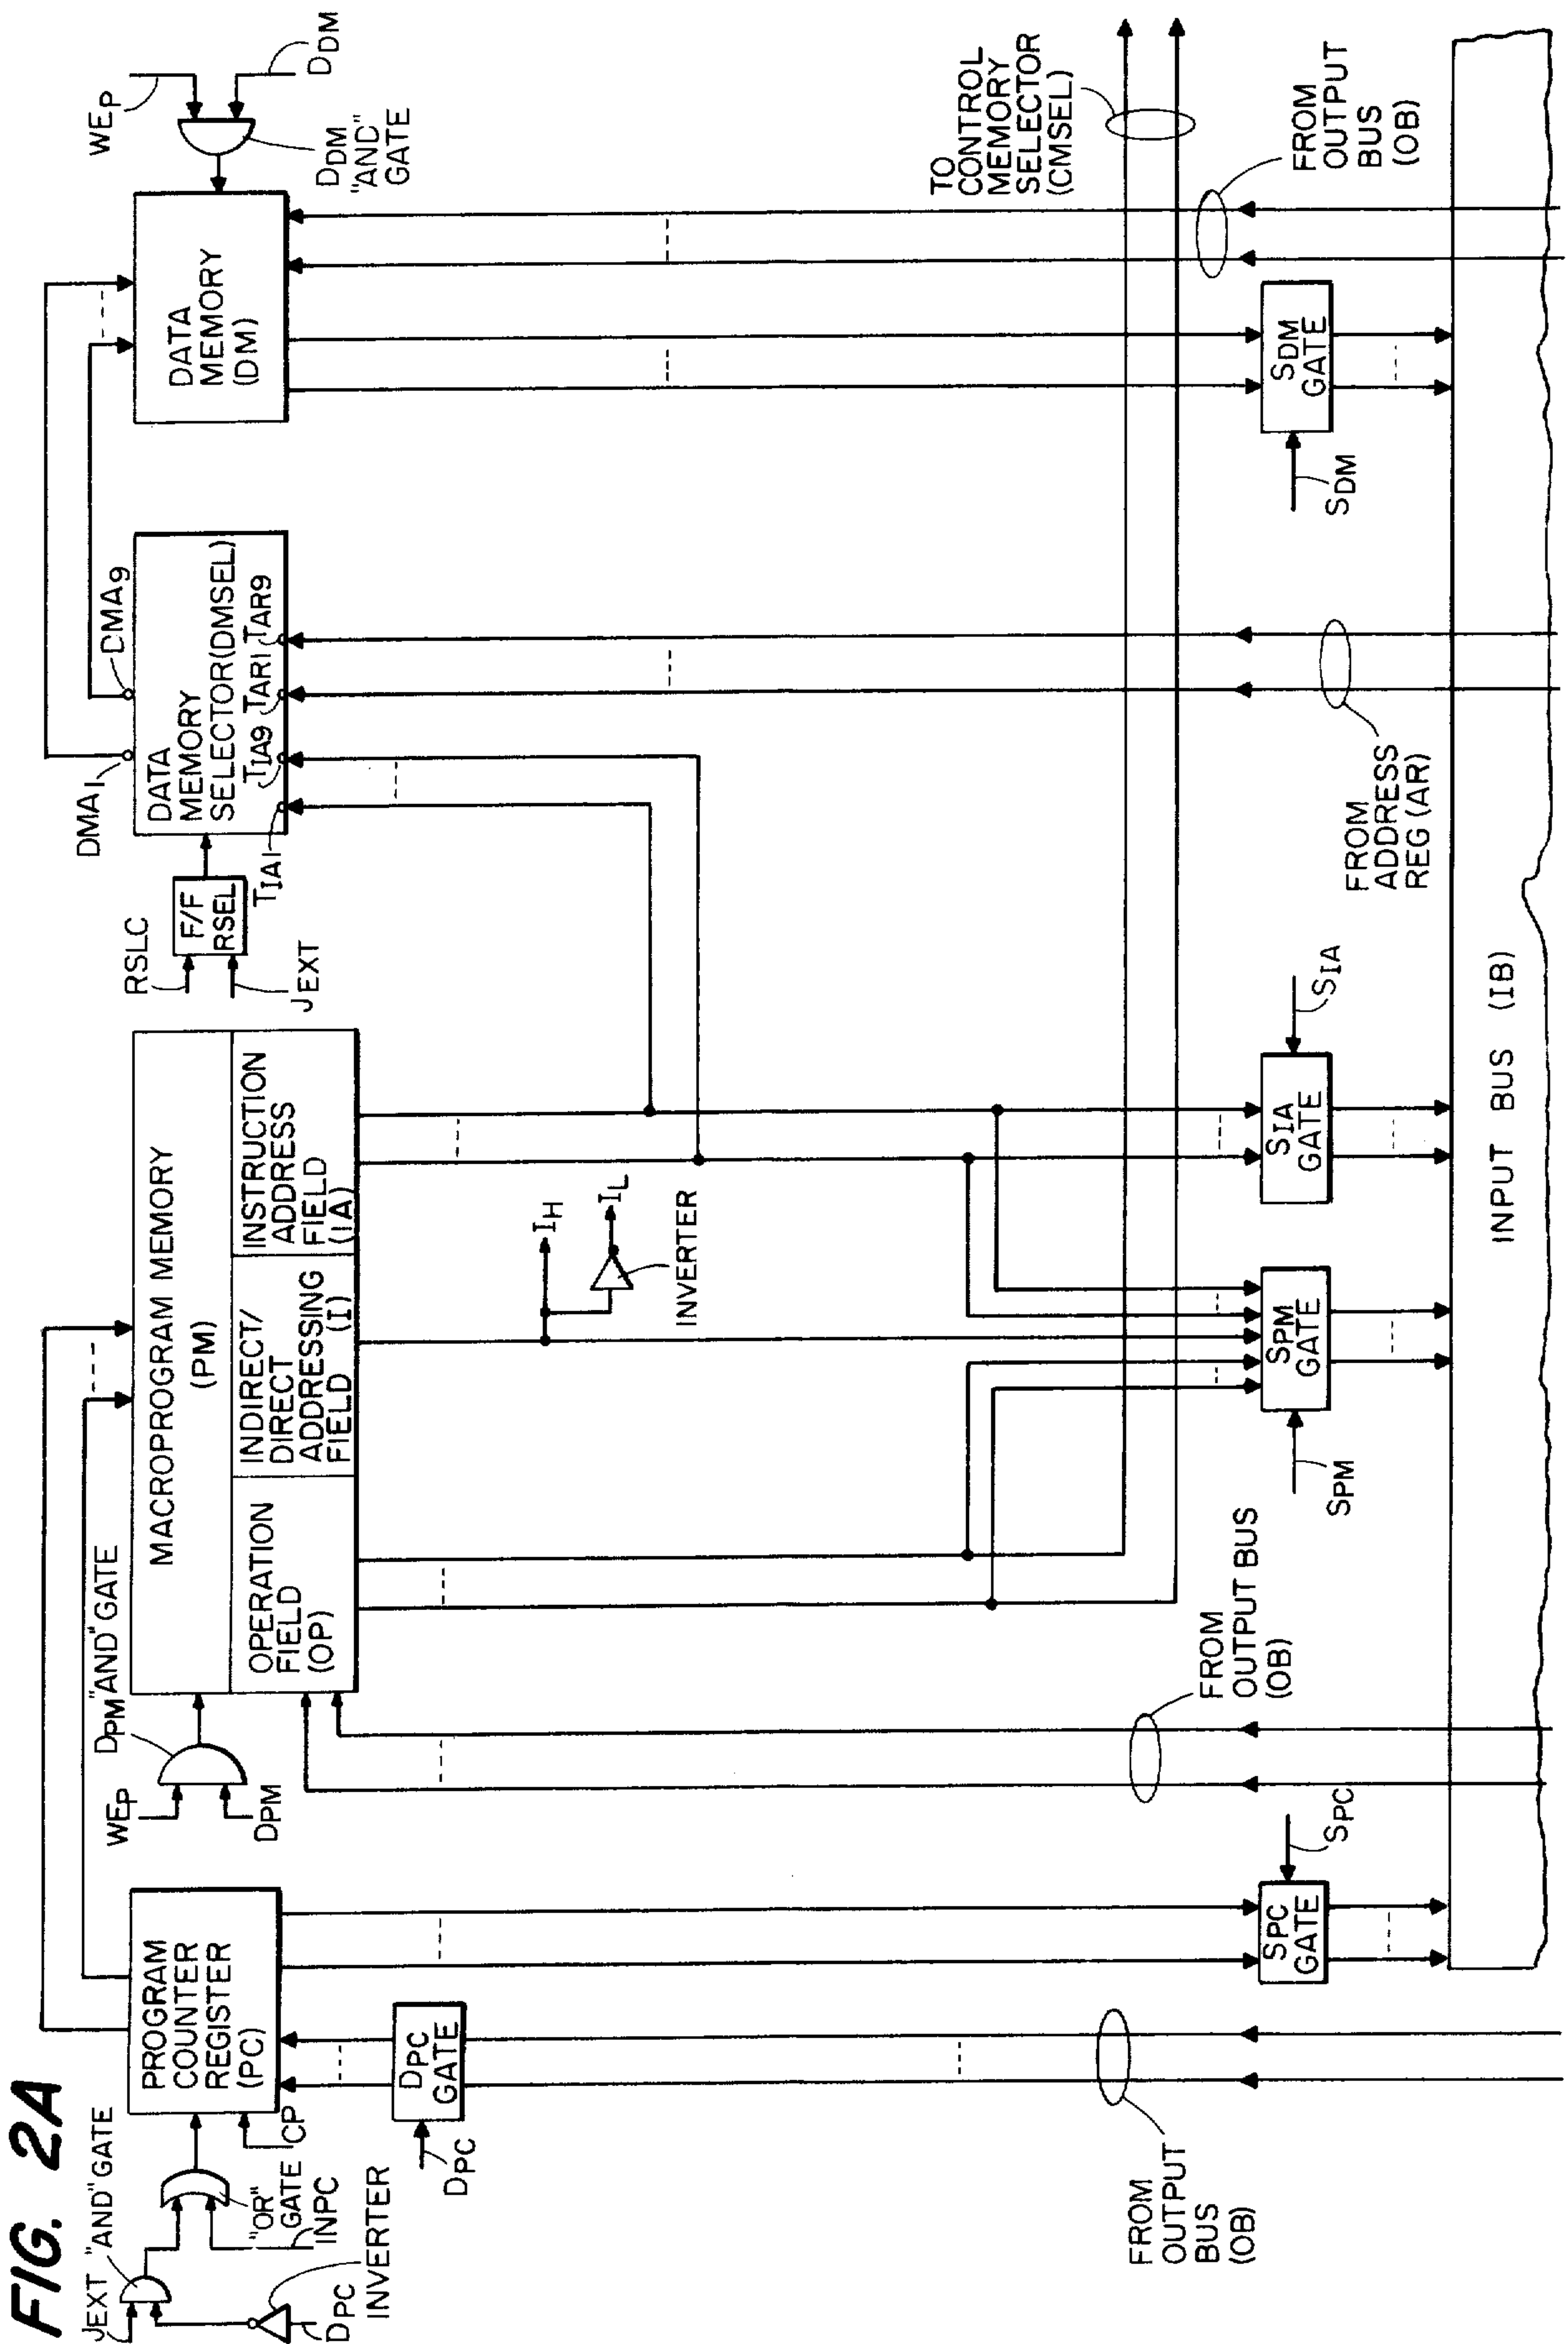 FIG. 2A
JEXT
"AND" GATE
DPC
INVERTER
"OR"
GATE
INPC
CP
PROGRAM
COUNTER
REGISTER
(PC)
DPC
GATE
DPC
FROM
OUTPUT
BUS
(OB)
SPC
GATE
SPC
WEP
DPM
DPM "AND" GATE
MACROPROGRAM MEMORY
(PM)
OPERATION
FIELD
(OP)
INDIRECT/
DIRECT
ADDRESSING
FIELD (I)
INSTRUCTION
ADDRESS
FIELD
(IA)
IH
IL
INVERTER
FROM
OUTPUT BUS
(OB)
SPM
SPM
GATE
SIA
GATE
SIA
RSLC
JEXT
F/F
RSEL
DMA1
DMA9
DATA
MEMORY
SELECTOR(DMSEL)
TIA1
TIA9
TAR1
TAR9
FROM
ADDRESS
REG (AR)
DATA
MEMORY
(DM)
WEP
DDM
DDM
"AND"
GATE
TO
CONTROL
MEMORY
SELECTOR
(CMSEL)
SDM
SDM
GATE
FROM
OUTPUT
BUS
(OB)
INPUT BUS (IB)